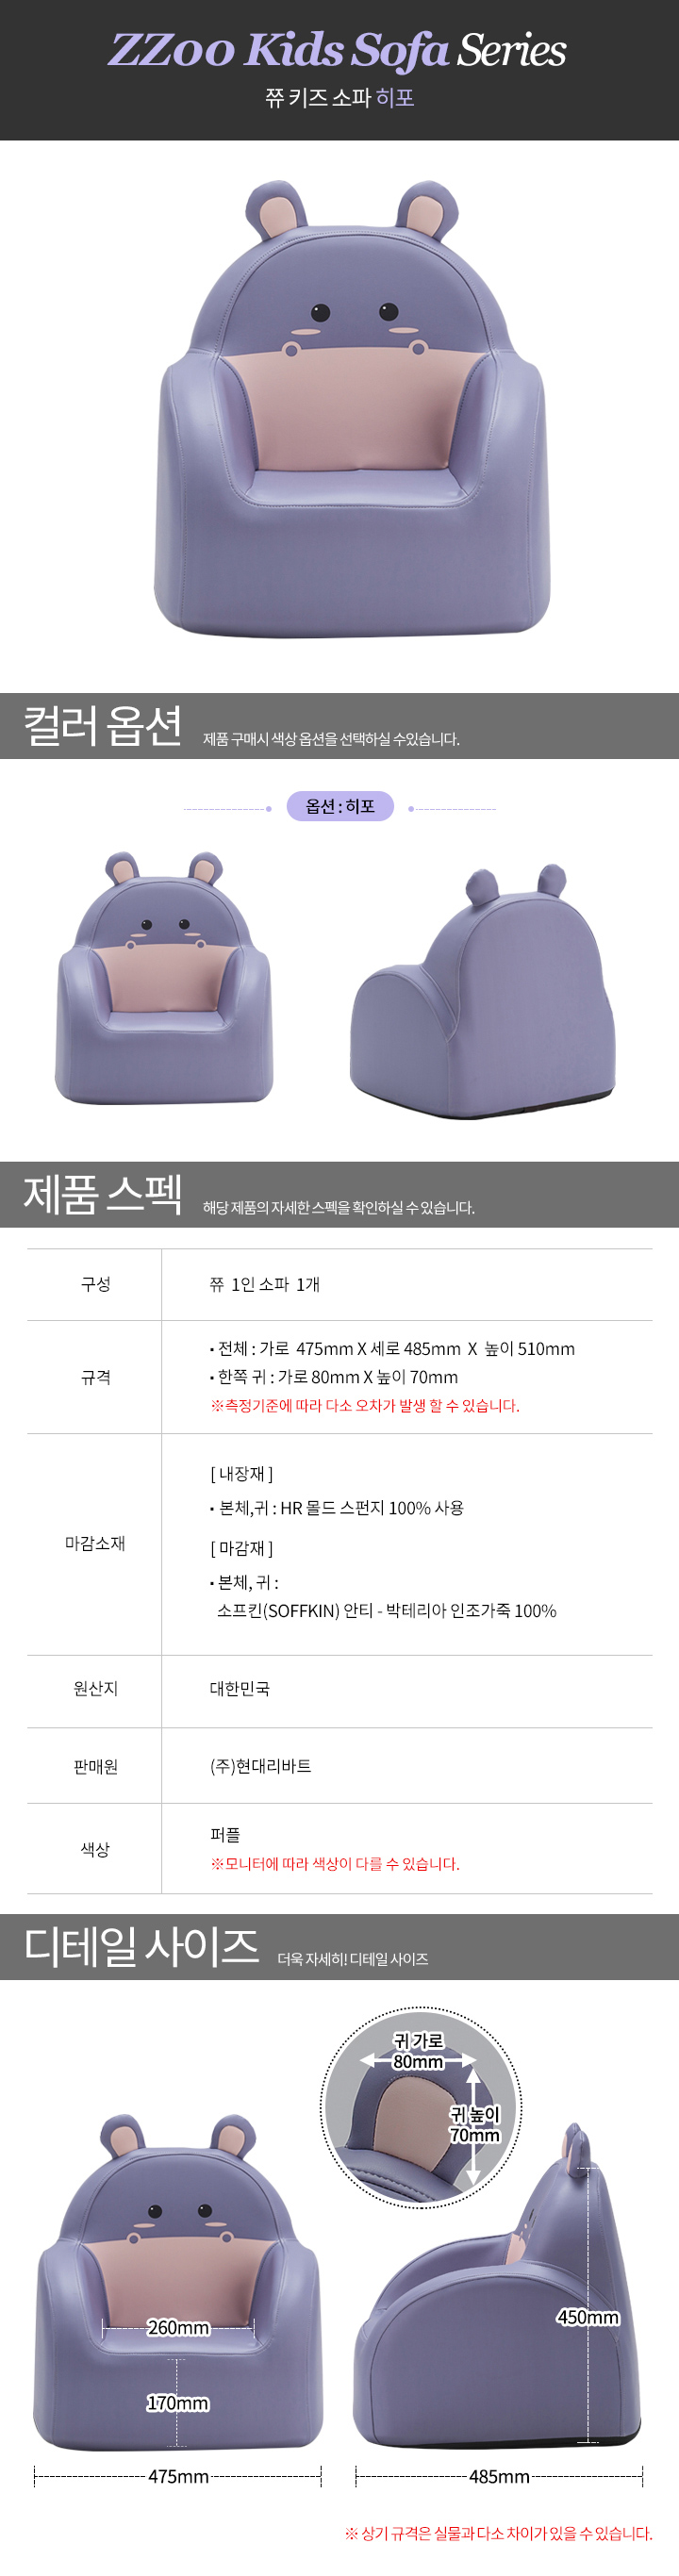 ZZoo Kids Sofa Series
쮸 키즈 소파 히포
컬러 옵션 제품 구매시 색상 옵션을 선택하실 수있습니다.
옵션 : 히포
제품 스펙 해당 제품의 자세한 스펙을 확인하실 수 있습니다.
구성 쮸 1인 소파 1개
규격
• 전체 : 가로 475mm X 세로 485mm X 높이 510mm
• 한쪽 귀 : 가로 80mm X 높이 70mm
※측정기준에 따라 다소 오차가 발생 할 수 있습니다.
마감소재
[ 내장재 ]
• 본체,귀 : HR 몰드 스펀지 100% 사용
[ 마감재 ]
• 본체, 귀 :
소프킨(SOFFKIN) 안티 - 박테리아 인조가죽 100%
원산지 대한민국
판매원 (주)현대리바트
색상 퍼플
※모니터에 따라 색상이 다를 수 있습니다.
디테일 사이즈 더욱 자세히! 디테일 사이즈
귀 가로
80mm
귀 높이
70mm
260mm
450mm
170mm
475mm
485mm
※ 상기 규격은 실물과 다소 차이가 있을 수 있습니다.